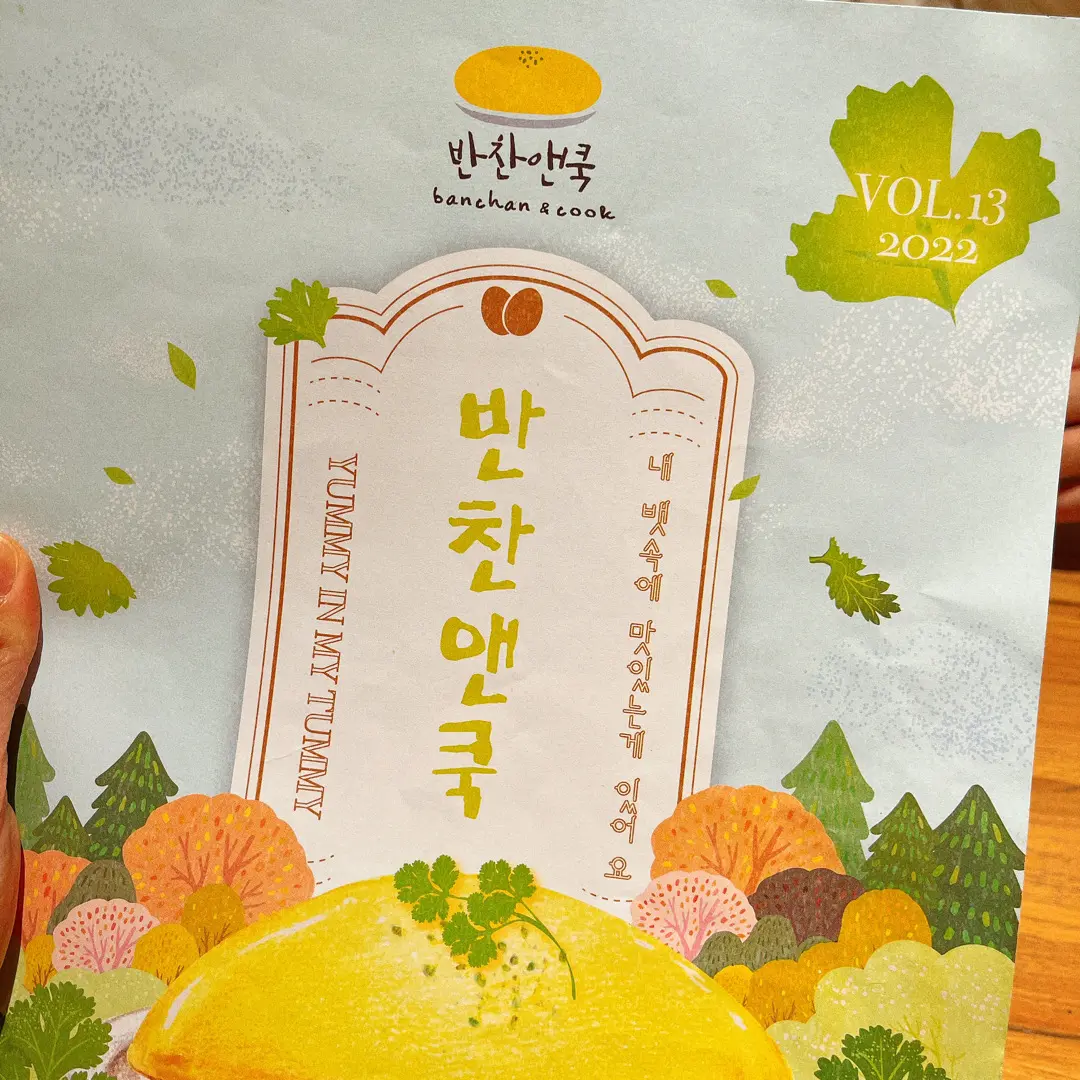 반찬앤쿡
banchan & cook
VOL.13
2022
YUMMY IN MY TUMMY
반찬앤쿡
내 뱃속에 맛있는게 있어요